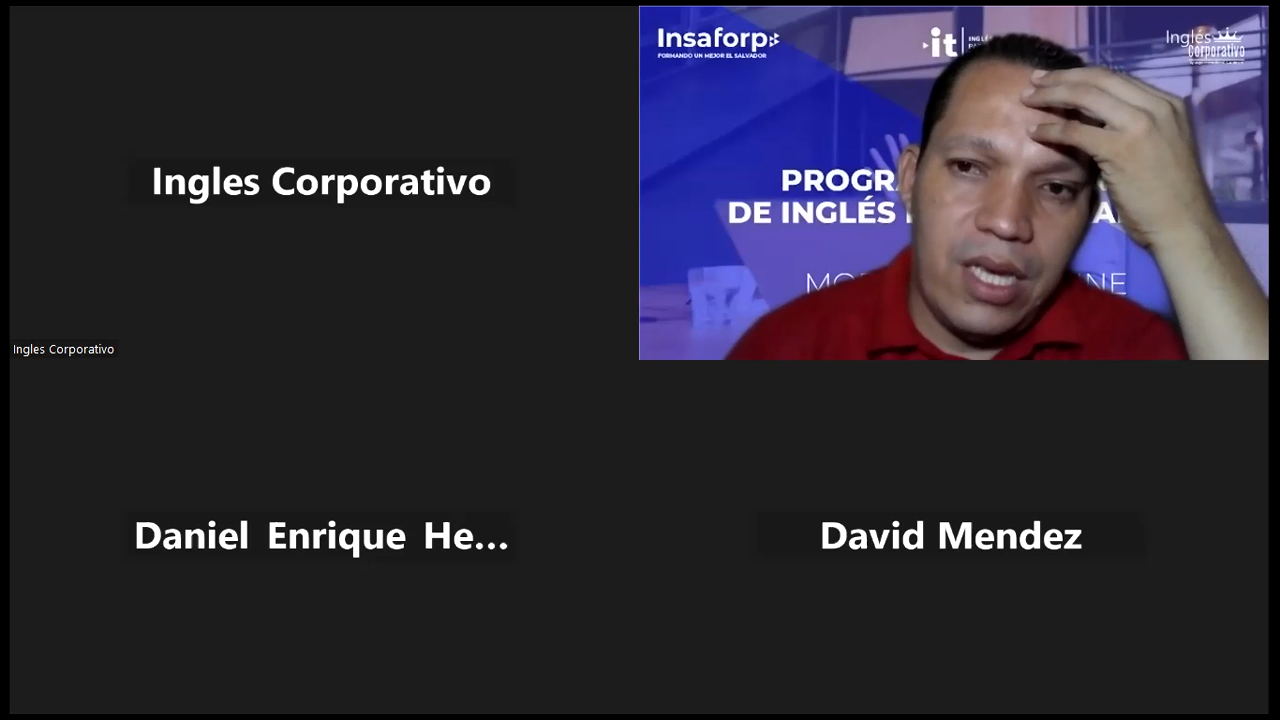 Ingles Corporativo
Ingles Corporativo
Insaforp
FORMANDO UN MEJOR EL SALVADOR
it
Inglés
Corporativo
PROGRA
DE INGLÉS
Daniel Enrique He...
David Mendez